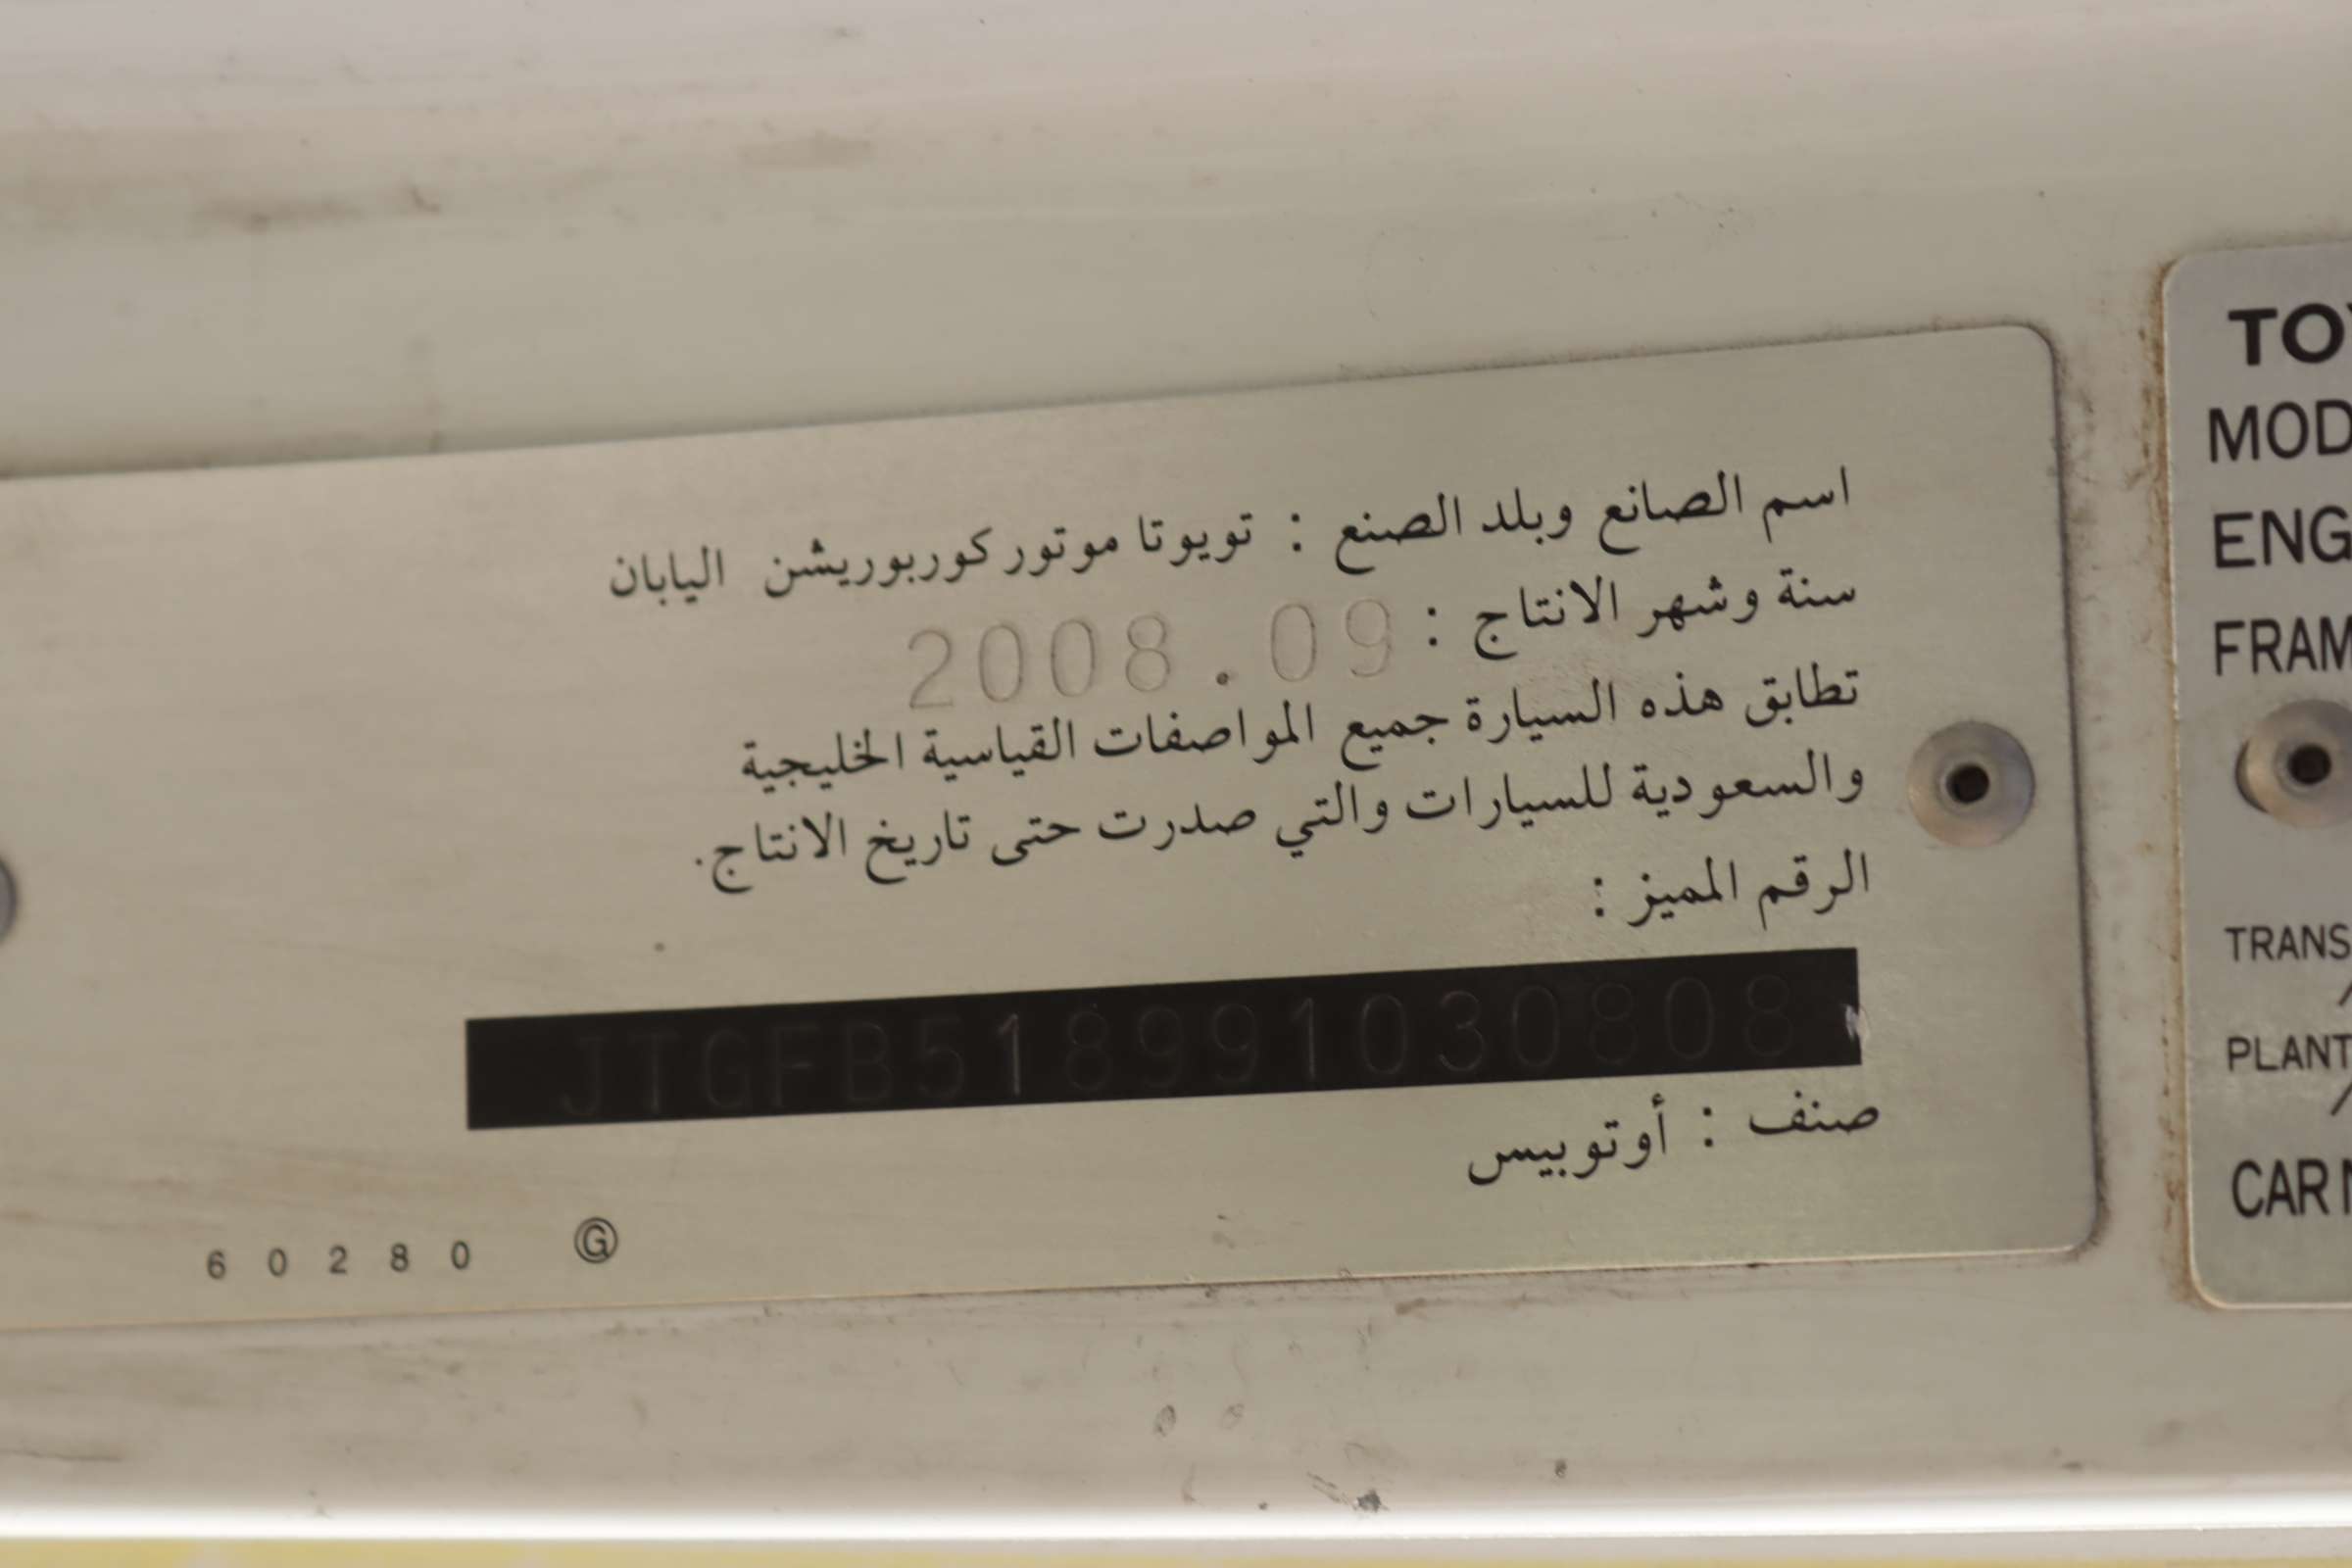 اسم الصانع وبلد الصنع : تويوتا موتور كوربوريشن اليابان
سنة وشهر الانتاج : 2008.09
تطابق هذه السيارة جميع المواصفات القياسية الخليجية
والسعودية للسيارات والتي صدرت حتى تاريخ الانتاج.
الرقم المميز :
JTGFB518991030808
صنف : أوتوبيس
60280 Ⓖ
TO
MOD
ENG
FRAM
TRANS
/
PLANT
/
CAR